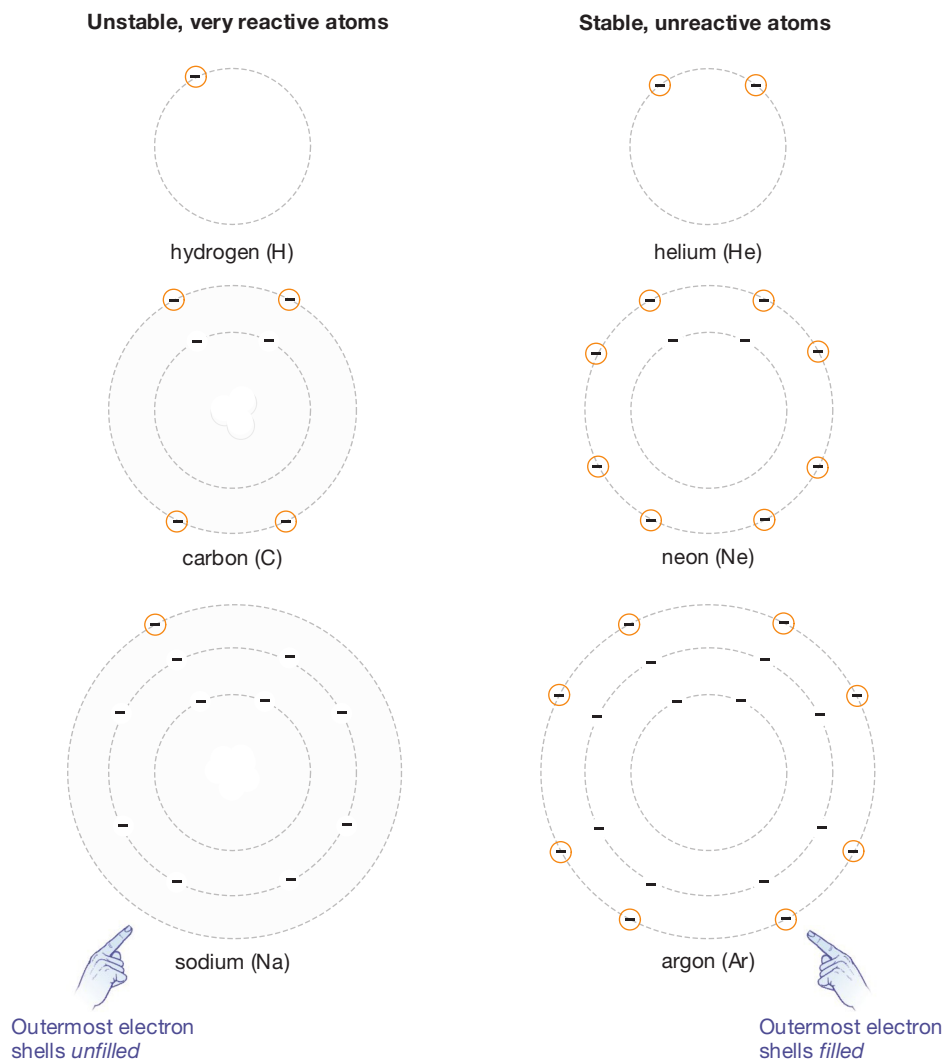 Unstable, very reactive atoms
Stable, unreactive atoms
hydrogen (H)
helium (He)
carbon (C)
neon (Ne)
sodium (Na)
argon (Ar)
Outermost electron
shells unfilled
Outermost electron
shells filled